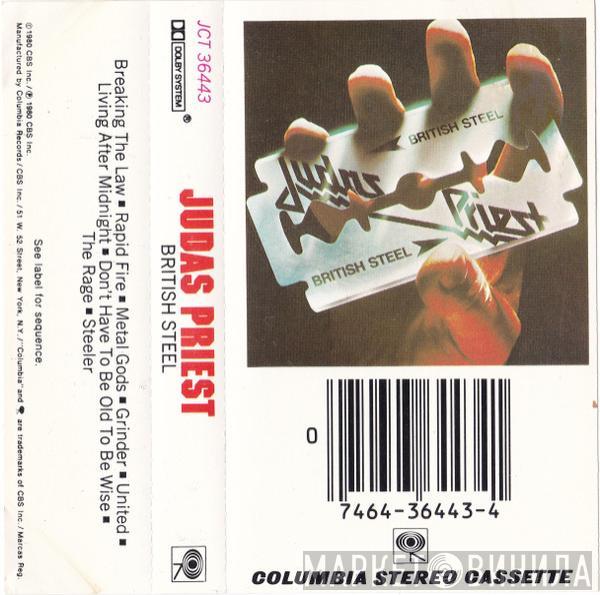 © 1980 CBS Inc./ ℗ 1980 CBS Inc.
Manufactured by Columbia Records/CBS Inc./51 W. 52 Street, New York, N.Y./"Columbia" and are trademarks of CBS Inc./Marcas Reg.
See label for sequence.
Breaking The Law ■ Rapid Fire ■ Metal Gods ■ Grinder ■ United ■
Living After Midnight ■ Don't Have To Be Old To Be Wise ■
The Rage ■ Steeler
JCT 36443
DOLBY SYSTEM ®
JUDAS PRIEST
BRITISH STEEL
BRITISH STEEL
Judas
Priest
BRITISH STEEL
0
7464-36443-4
МАРКЕТ ВИНИЛА
COLUMBIA STEREO CASSETTE